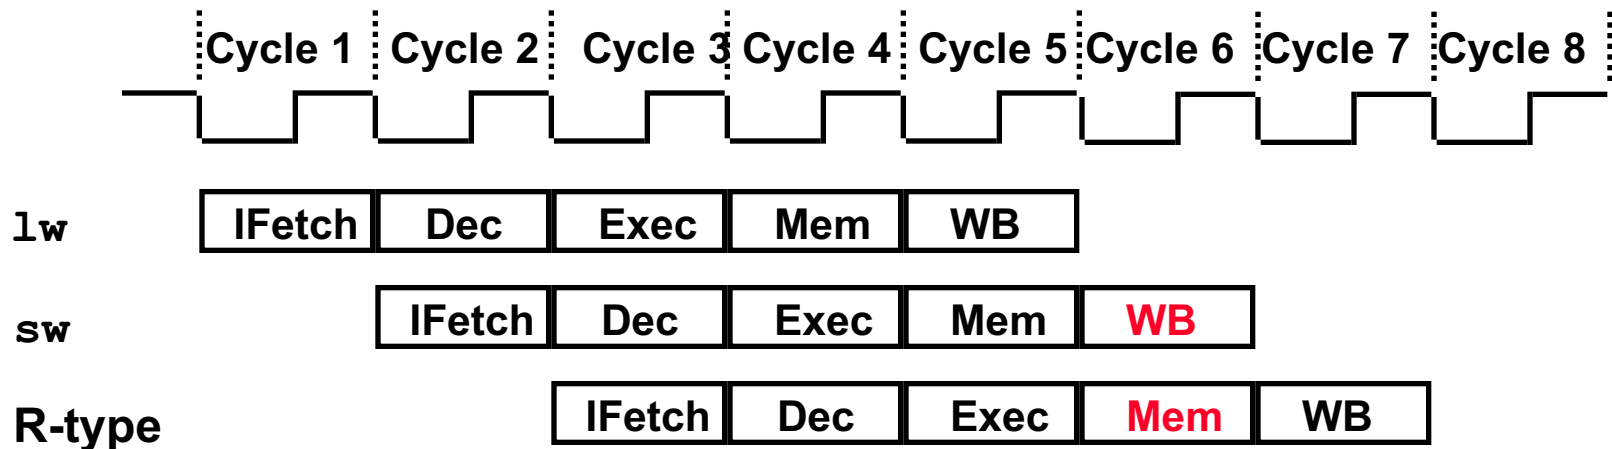 Cycle 1 Cycle 2 Cycle 3 Cycle 4 Cycle 5 Cycle 6 Cycle 7 Cycle 8
lw IFetch Dec Exec Mem WB
sw IFetch Dec Exec Mem WB
R-type IFetch Dec Exec Mem WB